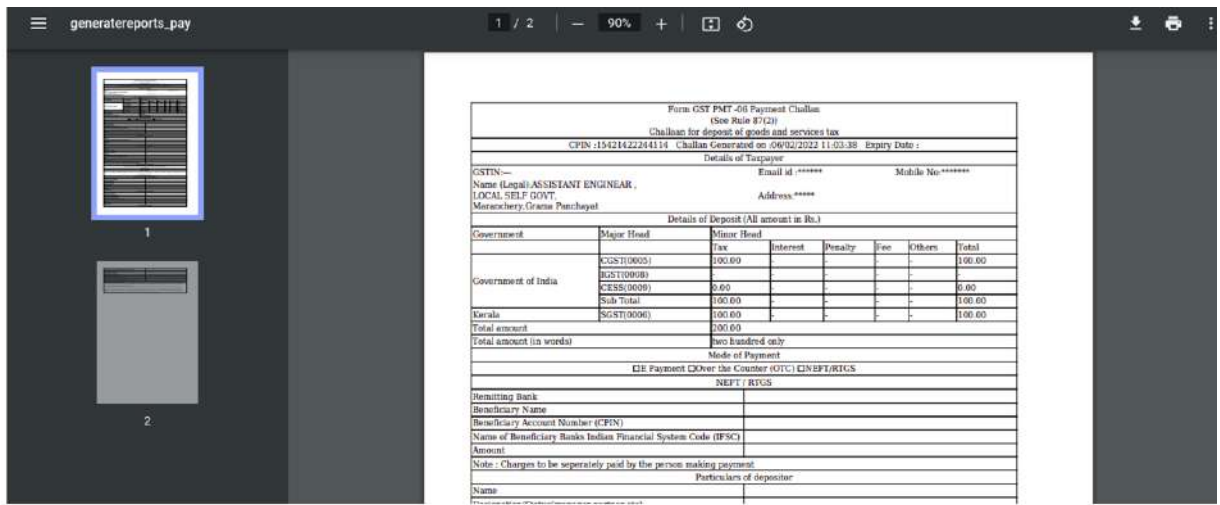 generatereports_pay
1 / 2 | — 90% + |
1
2
Form GST PMT -06 Payment Challan
(See Rule 87(2))
Challaan for deposit of goods and services tax
CPIN :15421422244114 Challan Generated on :06/02/2022 11:03:38 Expiry Date :
Details of Taxpayer
GSTIN:— Email id :****** Mobile No:*******
Name (Legal):ASSISTANT ENGINEAR ,
LOCAL SELF GOVT, Address:*****
Maranchery,Grama Panchayat
Details of Deposit (All amount in Rs.)
Government Major Head Minor Head
Tax Interest Penalty Fee Others Total
CGST(0005) 100.00 - - - - 100.00
IGST(0008) - - - - - -
Government of India
CESS(0009) 0.00 - - - - 0.00
Sub Total 100.00 - - - - 100.00
Kerala SGST(0006) 100.00 - - - - 100.00
Total amount 200.00
Total amount (in words) two hundred only
Mode of Payment
☐E Payment ☐Over the Counter (OTC) ☐NEFT/RTGS
NEFT / RTGS
Remitting Bank
Beneficiary Name
Beneficiary Account Number (CPIN)
Name of Beneficiary Banks Indian Financial System Code (IFSC)
Amount
Note : Charges to be seperately paid by the person making payment
Particulars of depositor
Name